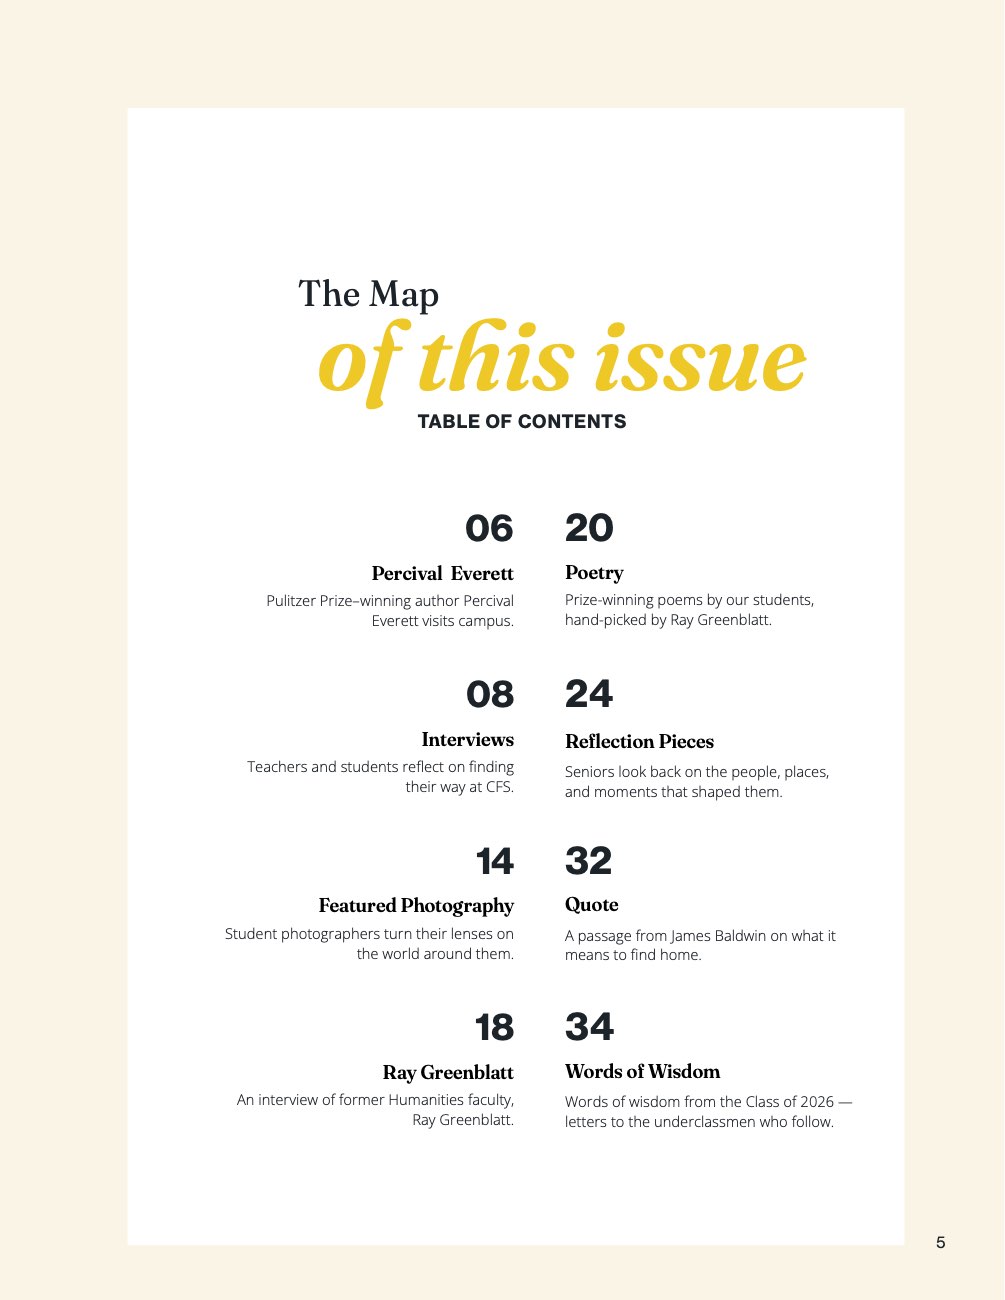 The Map
of this issue
TABLE OF CONTENTS
06
Percival  Everett
Pulitzer Prize–winning author Percival
Everett visits campus.
08
Interviews
Teachers and students reflect on finding
their way at CFS.
14
Featured Photography
Student photographers turn their lenses on
the world around them.
18
Ray Greenblatt
An interview of former Humanities faculty,
Ray Greenblatt.
20
Poetry
Prize-winning poems by our students,
hand-picked by Ray Greenblatt.
24
Reflection Pieces
Seniors look back on the people, places,
and moments that shaped them.
32
Quote
A passage from James Baldwin on what it
means to find home.
34
Words of Wisdom
Words of wisdom from the Class of 2026 —
letters to the underclassmen who follow.
5